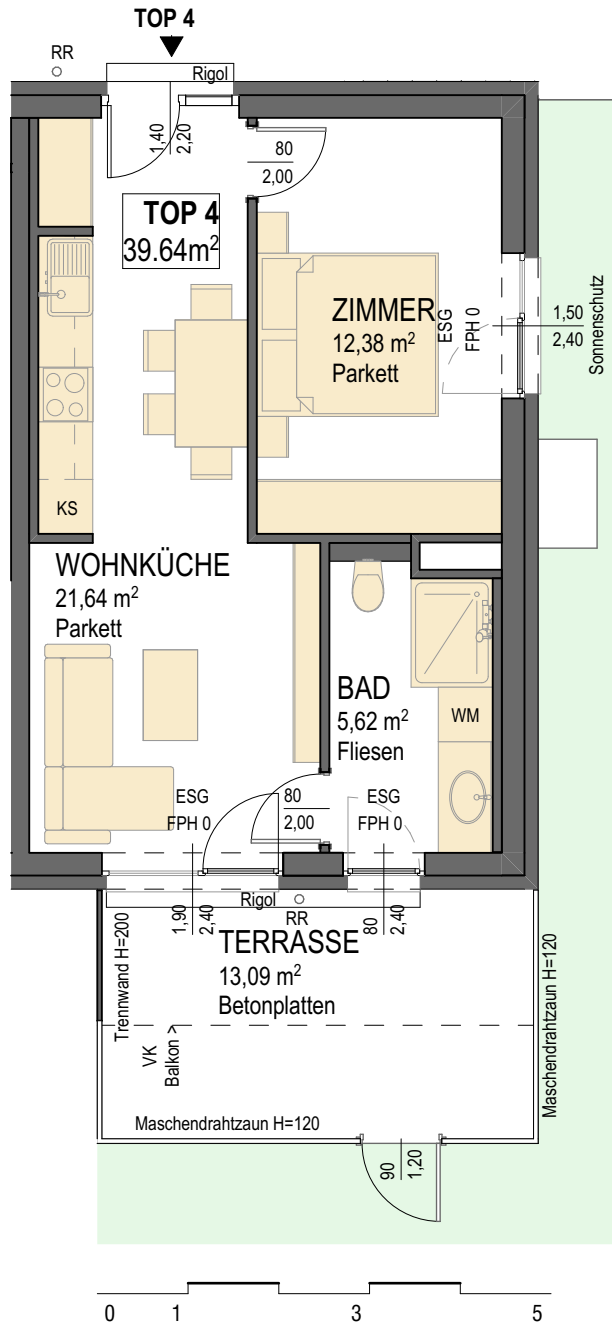 TOP 4
RR
Rigol
1,40
2,20
80
2,00
TOP 4
39.64m²
ZIMMER
12,38 m²
Parkett
ESG
FPH 0
1,50
2,40
Sonnenschutz
KS
WOHNKÜCHE
21,64 m²
Parkett
BAD
5,62 m²
Fliesen
WM
ESG
FPH 0
80
2,00
ESG
FPH 0
1,90
2,40
Rigol
RR
80
2,40
TERRASSE
13,09 m²
Betonplatten
Trennwand H=200
VK
Balkon >
Maschendrahtzaun H=120
Maschendrahtzaun H=120
90
1,20
0 1 3 5